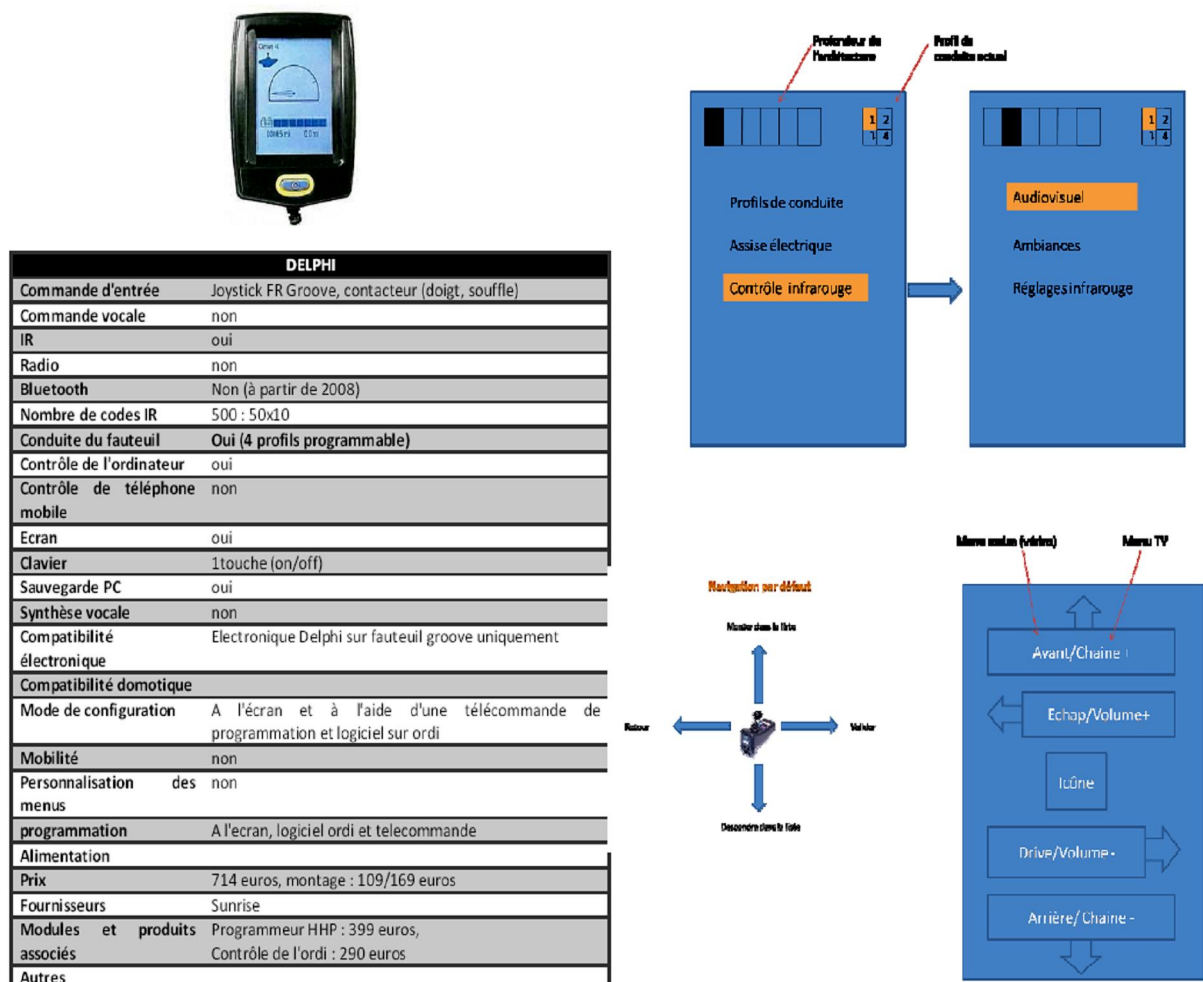 DELPHI
Commande d'entrée Joystick FR Groove, contacteur (doigt, souffle)
Commande vocale non
IR oui
Radio non
Bluetooth Non (à partir de 2008)
Nombre de codes IR 500 : 50x10
Conduite du fauteuil Oui (4 profils programmable)
Contrôle de l'ordinateur oui
Contrôle de téléphone non
mobile
Ecran oui
Clavier 1touche (on/off)
Sauvegarde PC oui
Synthèse vocale non
Compatibilité Electronique Delphi sur fauteuil groove uniquement
électronique
Compatibilité domotique
Mode de configuration A l'écran et à l'aide d'une télécommande de
programmation et logiciel sur ordi
Mobilité non
Personnalisation des non
menus
programmation A l'ecran, logiciel ordi et telecommande
Alimentation
Prix 714 euros, montage : 109/169 euros
Fournisseurs Sunrise
Modules et produits Programmeur HHP : 399 euros,
associés Contrôle de l'ordi : 290 euros
Autres
Profondeur de
l'architecture
Profil de
conduite actuel
1 2
4
Profils de conduite
Assise électrique
Contrôle infrarouge
1 2
4
Audiovisuel
Ambiances
Réglages infrarouge
Navigation par défaut
Monter dans la liste
Retour
Valider
Descendre dans la liste
Menu (vérins)
Menu TV
Avant/Chaine +
Echap/Volume+
Icône
Drive/Volume -
Arrière/ Chaine -